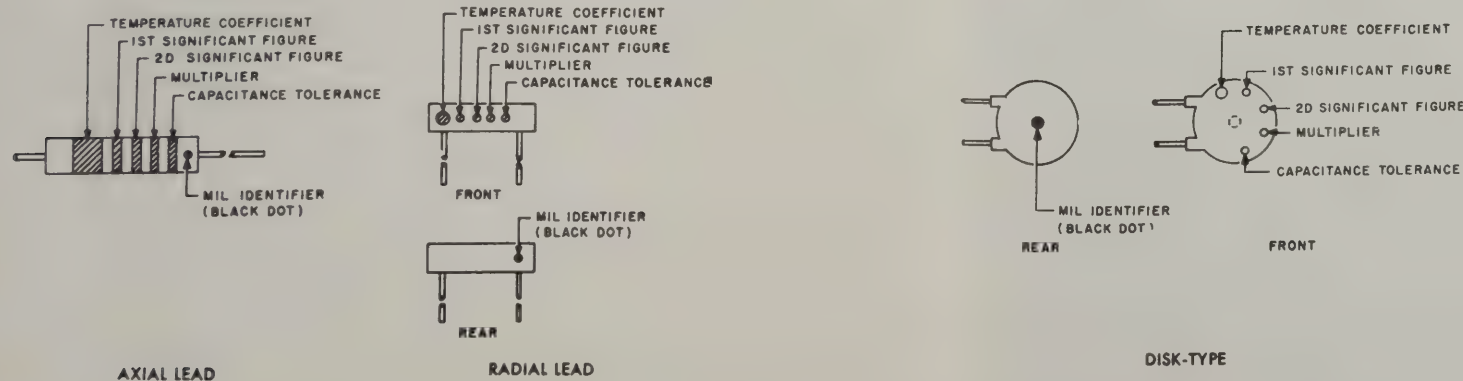 TEMPERATURE COEFFICIENT
1ST SIGNIFICANT FIGURE
2D SIGNIFICANT FIGURE
MULTIPLIER
CAPACITANCE TOLERANCE
MIL IDENTIFIER
(BLACK DOT)
AXIAL LEAD
TEMPERATURE COEFFICIENT
1ST SIGNIFICANT FIGURE
2D SIGNIFICANT FIGURE
MULTIPLIER
CAPACITANCE TOLERANCE
FRONT
MIL IDENTIFIER
(BLACK DOT)
REAR
RADIAL LEAD
MIL IDENTIFIER
(BLACK DOT)
REAR
TEMPERATURE COEFFICIENT
1ST SIGNIFICANT FIGURE
2D SIGNIFICANT FIGURE
MULTIPLIER
CAPACITANCE TOLERANCE
FRONT
DISK-TYPE